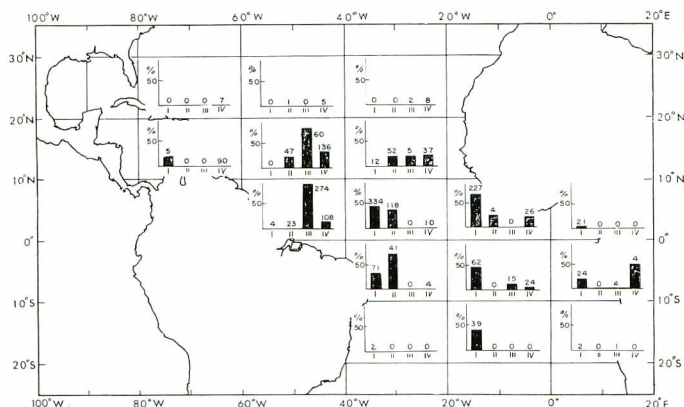 100°W 80°W 60°W 40°W 20°W 0° 20°E
30°N 30°N
% % %
50 50 50
0 0 0 7 0 1 0 5 0 0 2 8
I II III IV I II III IV I II III IV
20°N 20°N
% % %
50 50 50
5 0 0 90 0 47 60 136 12 52 5 37
I II III IV I II III IV I II III IV
10°N 10°N
% % % %
50 50 50 50
4 23 274 108 334 118 0 10 227 4 0 26 21 0 0 0
I II III IV I II III IV I II III IV I II III IV
0° 0°
% % %
50 50 50
71 41 0 4 62 0 15 24 24 0 4 4
I II III IV I II III IV I II III IV
10°S 10°S
% % %
50 50 50
2 0 0 0 39 0 0 0 2 0 1 0
I II III IV I II III IV I II III IV
20°S 20°S
100°W 80°W 60°W 40°W 20°W 0° 20°E